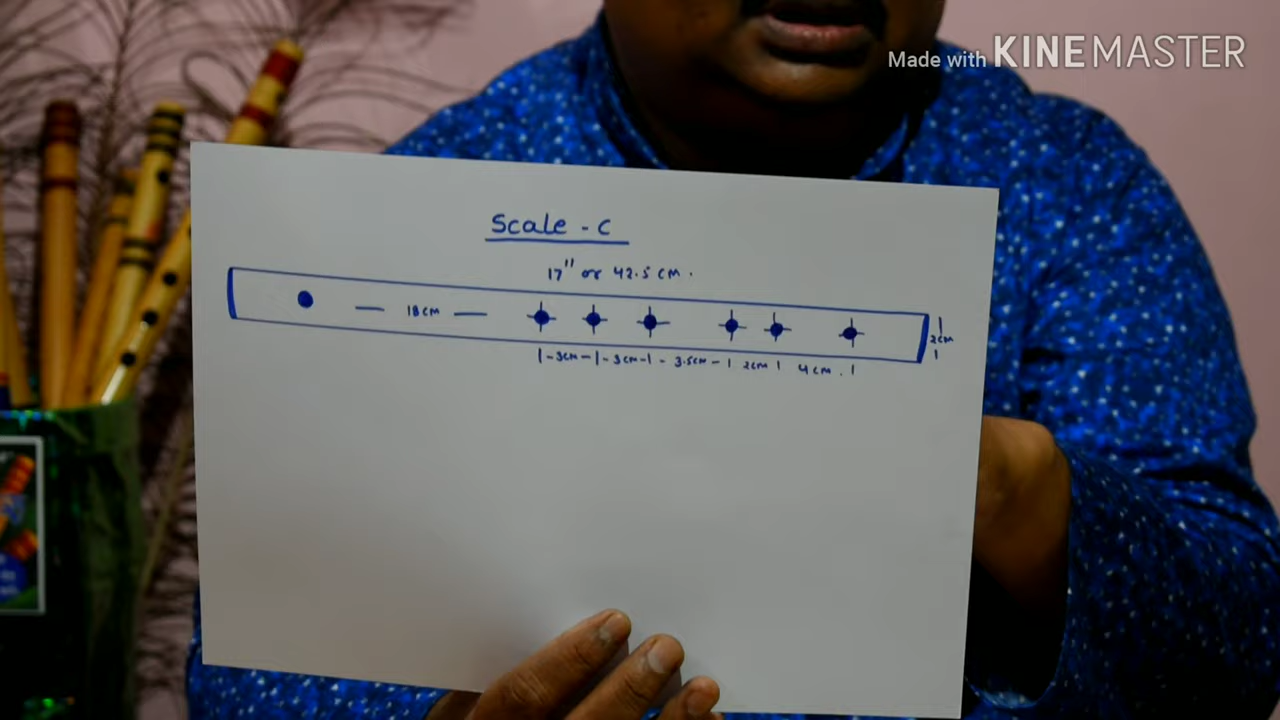 Made with KINEMASTER
Scale - C
17" or 42.5 cm.
— 18cm —
2cm
|-3cm-|-3cm-|- 3.5cm -| 2cm | 4cm. |